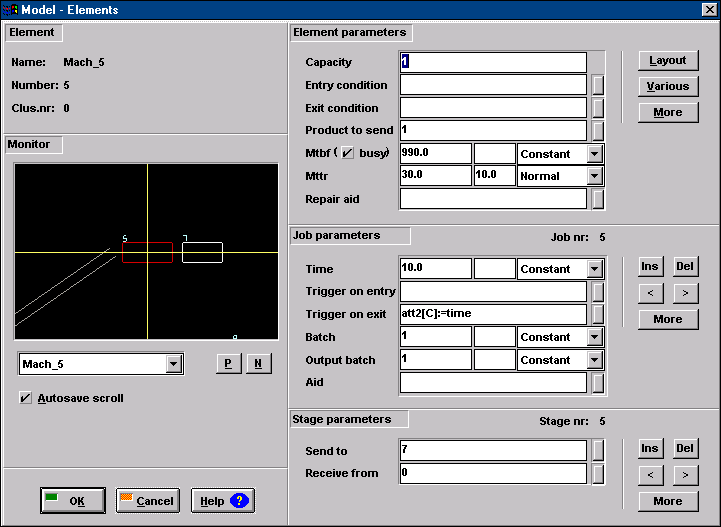 Model - Elements
Element
Name: Mach_5
Number: 5
Clus.nr: 0
Monitor
5 7
9
Mach_5 P N
Autosave scroll
OK Cancel Help ?
Element parameters
Capacity 1
Entry condition
Exit condition
Product to send 1
Mtbf ( busy) 990.0 Constant
Mttr 30.0 10.0 Normal
Repair aid
Layout
Various
More
Job parameters Job nr: 5
Time 10.0 Constant
Trigger on entry
Trigger on exit att2[C]:=time
Batch 1 Constant
Output batch 1 Constant
Aid
Ins Del
< >
More
Stage parameters Stage nr: 5
Send to 7
Receive from 0
Ins Del
< >
More